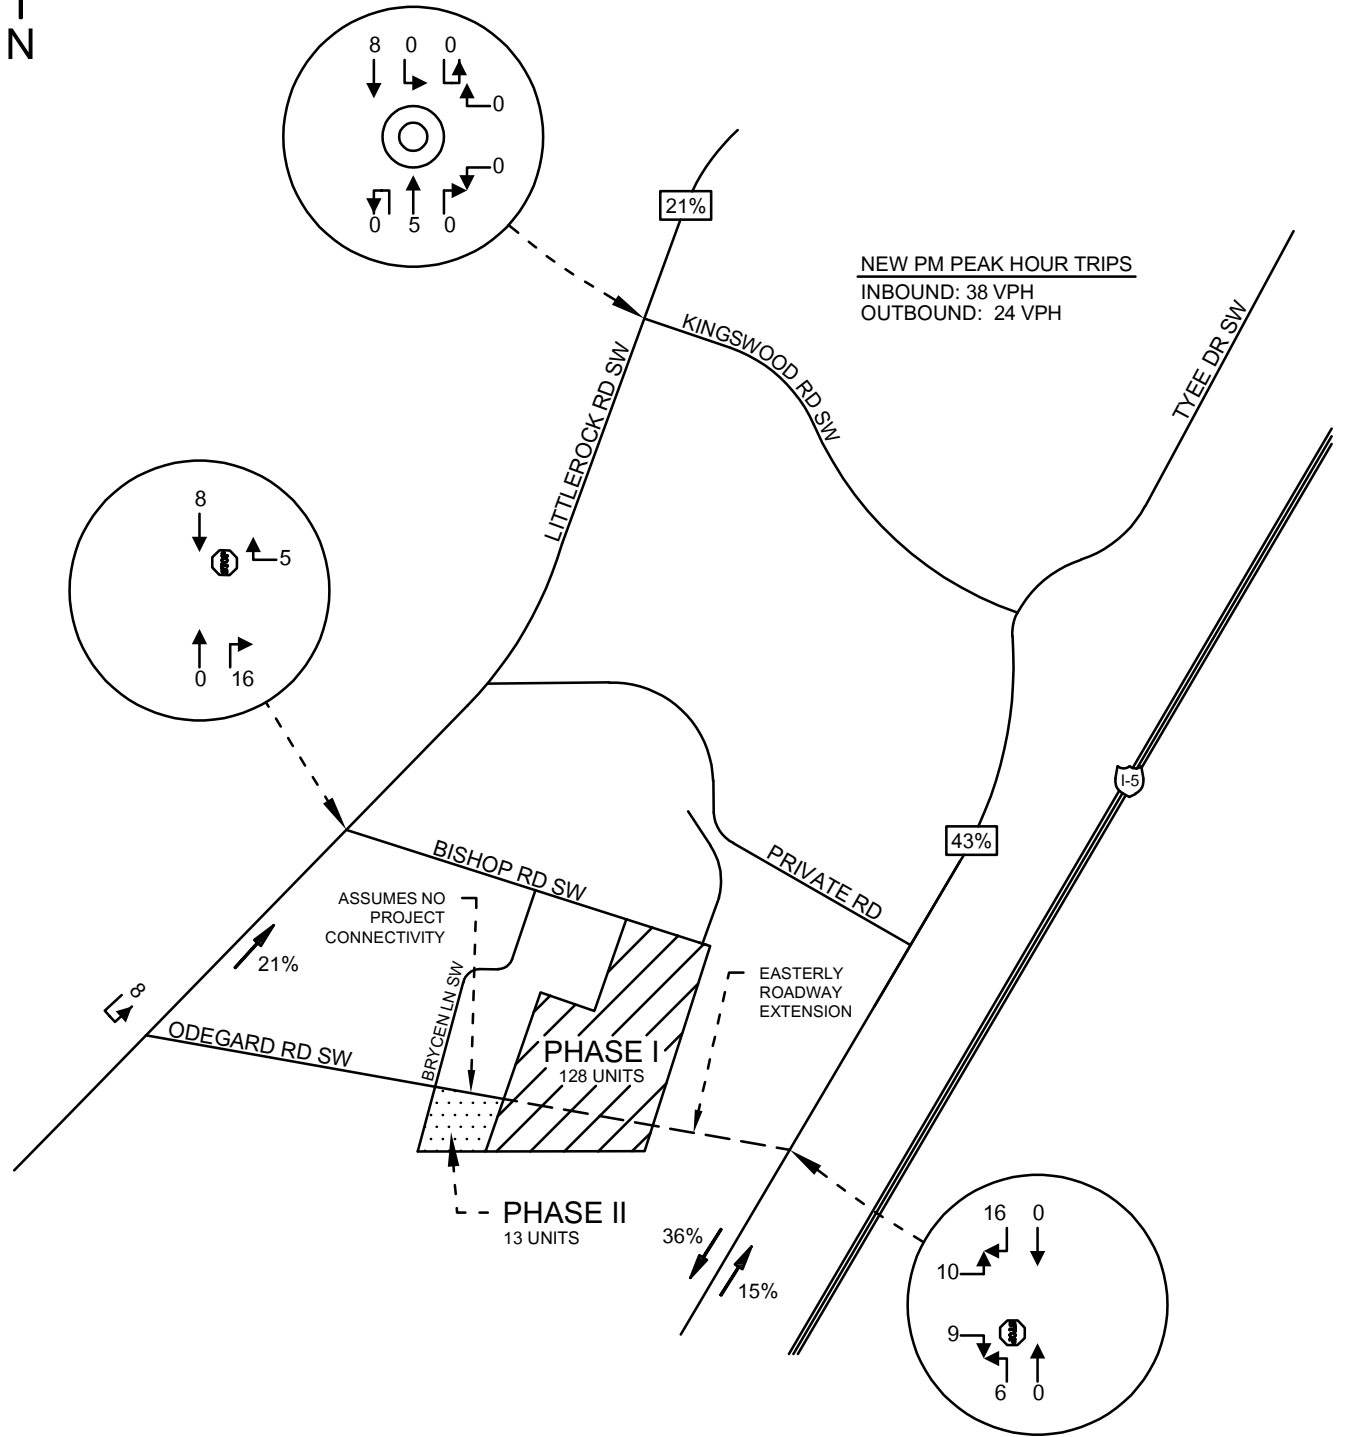 N
8 0 0
0
0
0 5 0
21%
NEW PM PEAK HOUR TRIPS
INBOUND: 38 VPH
OUTBOUND: 24 VPH
KINGSWOOD RD SW
TYEE DR SW
LITTLEROCK RD SW
8
STOP
5
0 16
I-5
43%
BISHOP RD SW
PRIVATE RD
ASSUMES NO
PROJECT
CONNECTIVITY
21%
BRYCEN LN SW
EASTERLY
ROADWAY
EXTENSION
8
ODEGARD RD SW
PHASE I
128 UNITS
PHASE II
13 UNITS
36%
15%
16 0
10
9
STOP
6 0